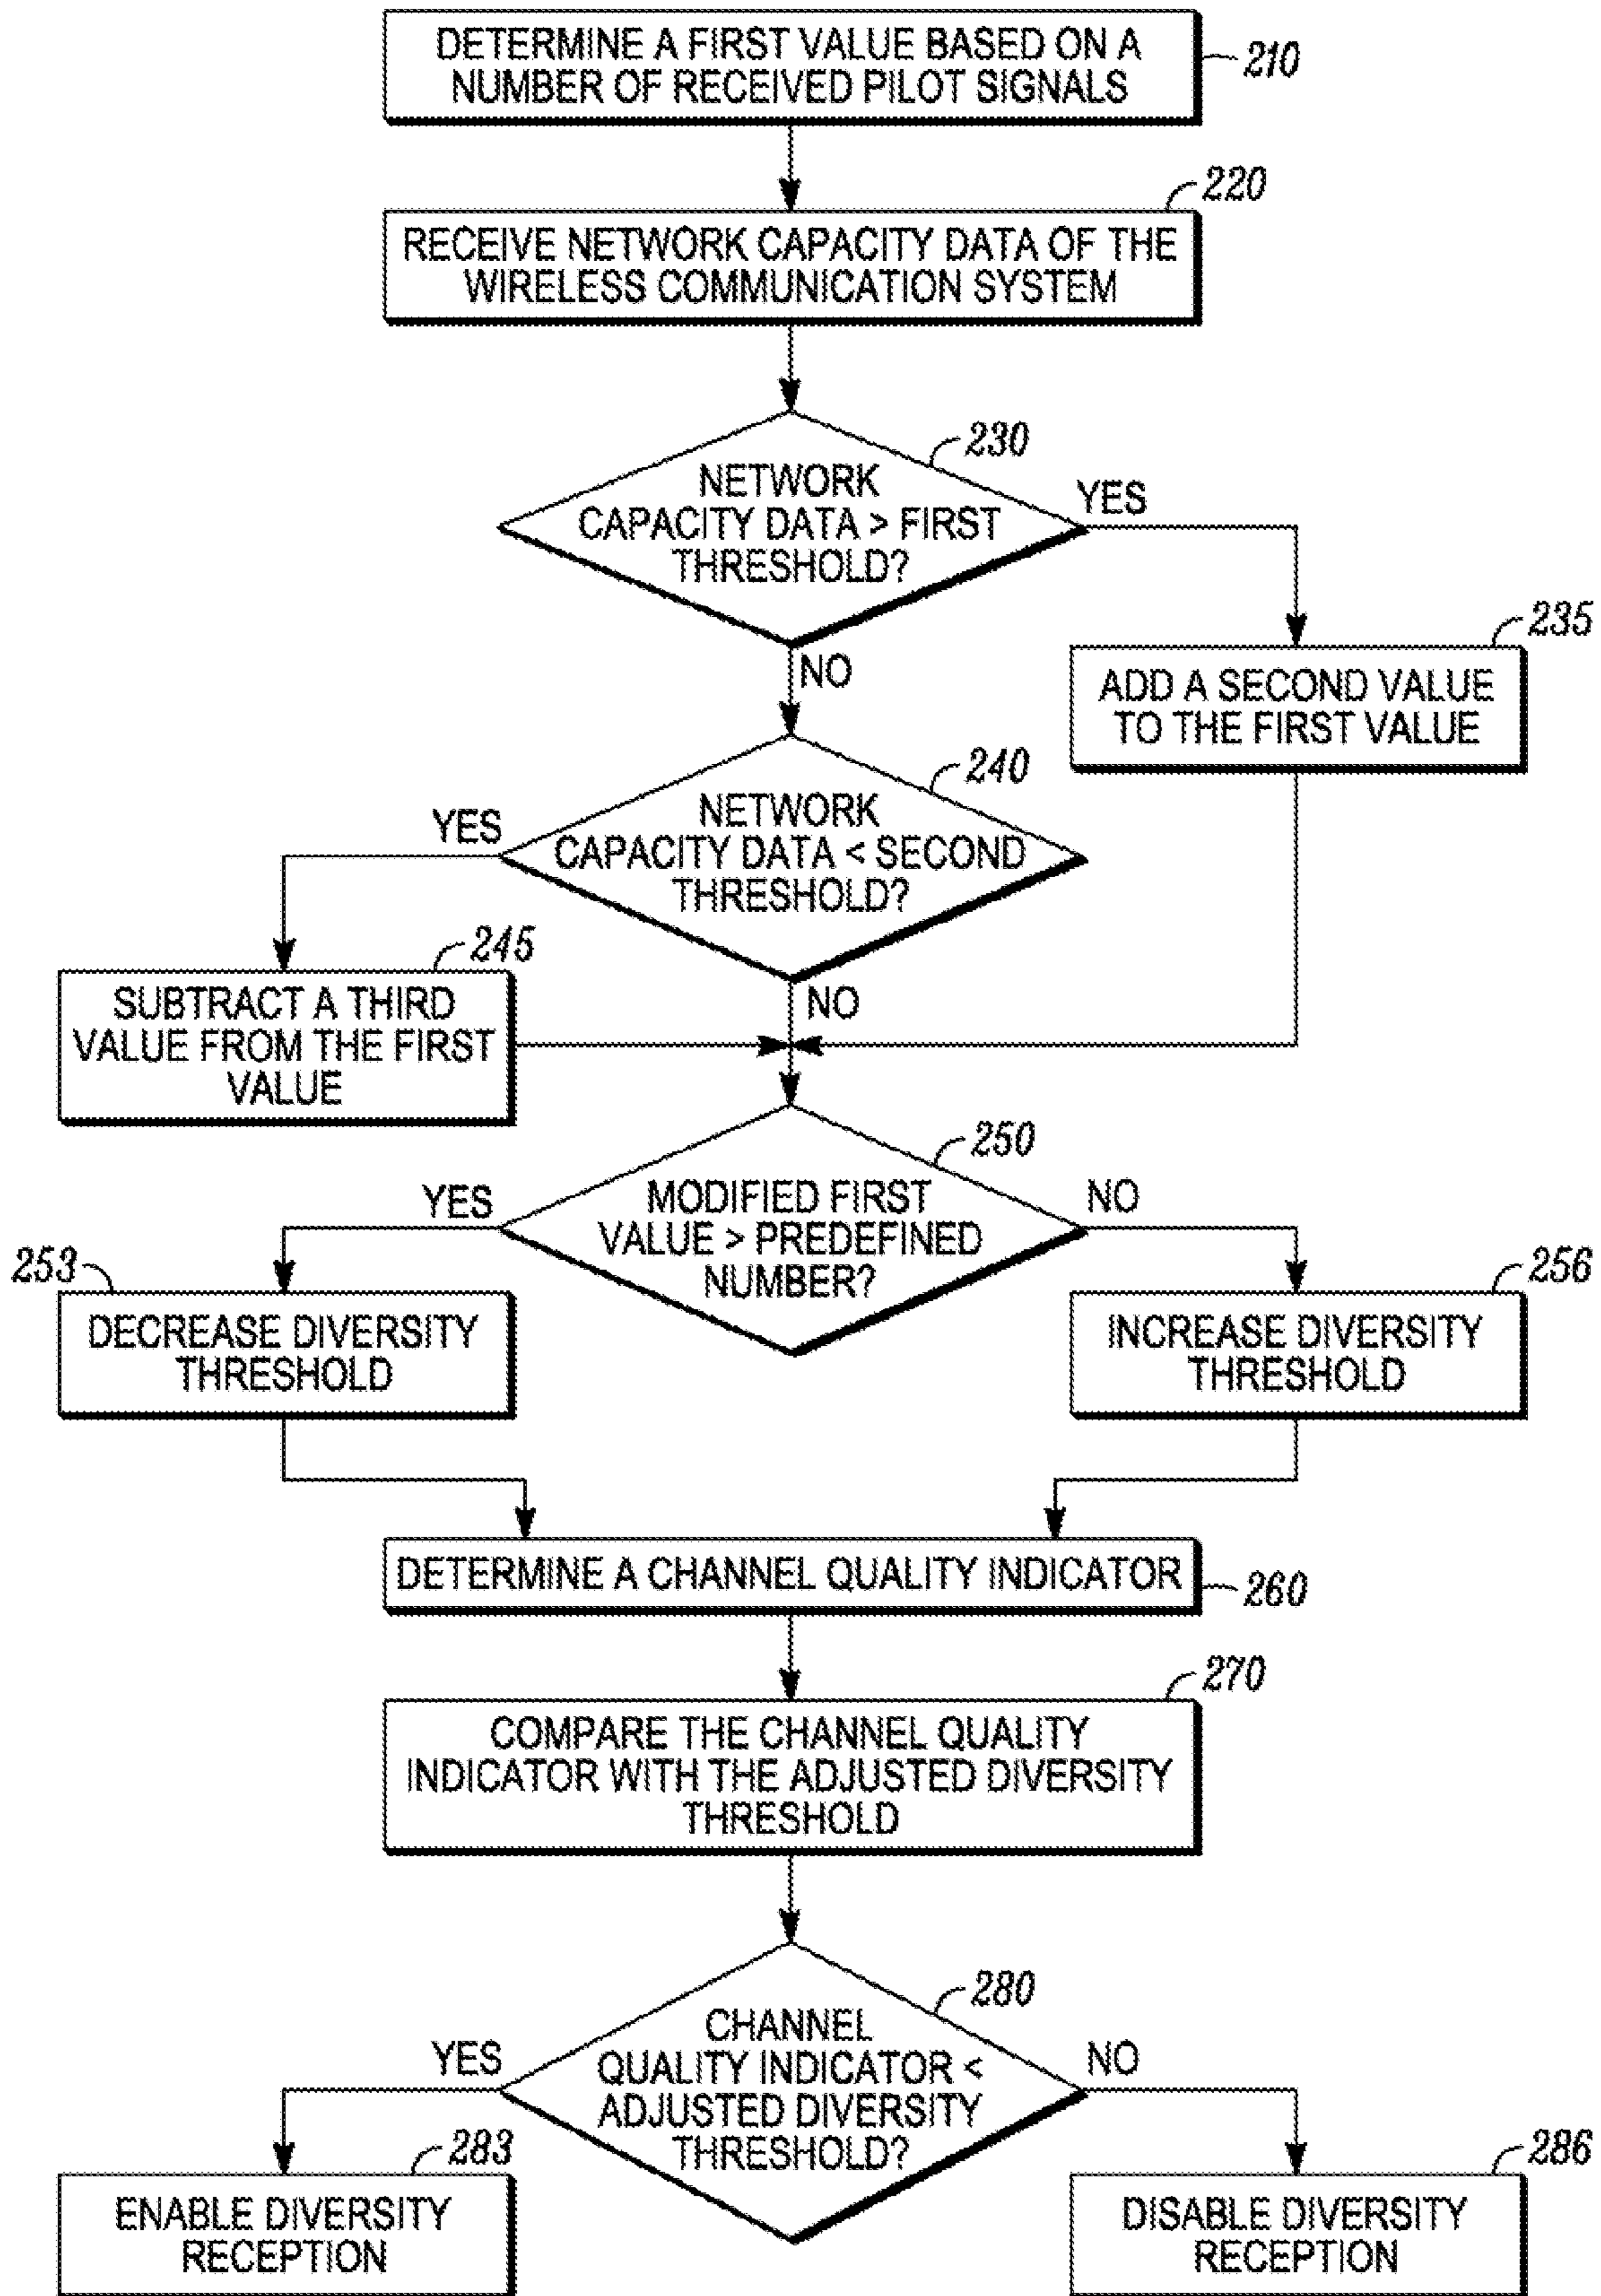 DETERMINE A FIRST VALUE BASED ON A
NUMBER OF RECEIVED PILOT SIGNALS
210
220
RECEIVE NETWORK CAPACITY DATA OF THE
WIRELESS COMMUNICATION SYSTEM
230
NETWORK
CAPACITY DATA > FIRST
THRESHOLD?
YES
NO
235
ADD A SECOND VALUE
TO THE FIRST VALUE
240
NETWORK
CAPACITY DATA < SECOND
THRESHOLD?
YES
NO
245
SUBTRACT A THIRD
VALUE FROM THE FIRST
VALUE
250
MODIFIED FIRST
VALUE > PREDEFINED
NUMBER?
YES
NO
253
DECREASE DIVERSITY
THRESHOLD
256
INCREASE DIVERSITY
THRESHOLD
DETERMINE A CHANNEL QUALITY INDICATOR
260
270
COMPARE THE CHANNEL QUALITY
INDICATOR WITH THE ADJUSTED DIVERSITY
THRESHOLD
280
CHANNEL
QUALITY INDICATOR <
ADJUSTED DIVERSITY
THRESHOLD?
YES
NO
283
ENABLE DIVERSITY
RECEPTION
286
DISABLE DIVERSITY
RECEPTION